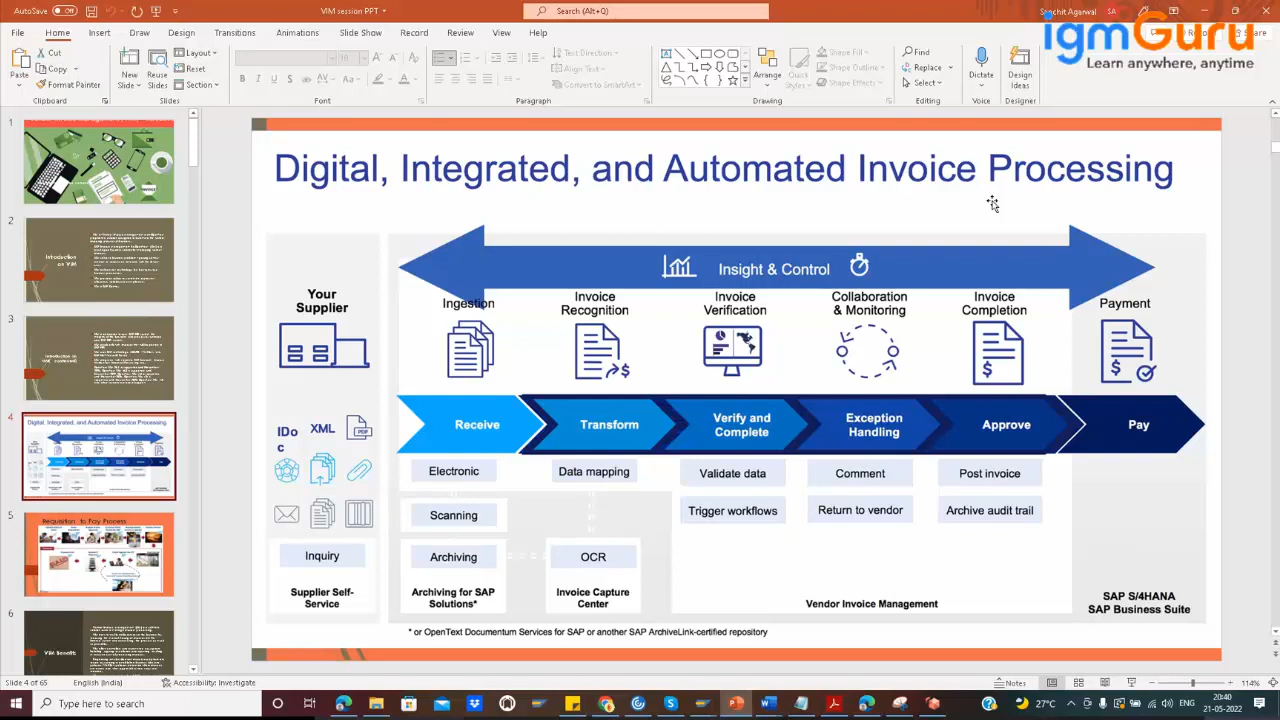 AutoSave Off
VIM session PPT
Search (Alt+Q)
Agarwal
igmGuru
Learn anywhere, anytime
File Home Insert Draw Design Transitions Animations Slide Show Record Review View Help
Paste
Cut
Copy
Format Painter
Clipboard
New Slide
Reuse Slides
Layout
Reset
Section
Slides
Font
Text Direction
Align Text
Convert to SmartArt
Paragraph
Arrange
Quick Styles
Shape Fill
Shape Outline
Shape Effects
Drawing
Find
Replace
Select
Editing
Dictate
Voice
Design Ideas
Designer
1
2
Introduction on VIM
3
4
Digital, Integrated, and Automated Invoice Processing
5
Requisition to Pay Process
6
VIM Benefits
Digital, Integrated, and Automated Invoice Processing
Insight & Control
Your Supplier
Ingestion
Invoice Recognition
Invoice Verification
Collaboration & Monitoring
Invoice Completion
Payment
IDo
c
XML
Receive
Transform
Verify and Complete
Exception Handling
Approve
Pay
Electronic
Data mapping
Validate data
Comment
Post invoice
Scanning
Trigger workflows
Return to vendor
Archive audit trail
Inquiry
Archiving
OCR
Supplier Self-Service
Archiving for SAP Solutions*
Invoice Capture Center
Vendor Invoice Management
SAP S/4HANA
SAP Business Suite
* or OpenText Documentum Services for SAP or another SAP ArchiveLink-certified repository
Slide 4 of 65
English (India)
Accessibility: Investigate
Notes
114%
Type here to search
27°C
ENG
20:40
21-05-2022